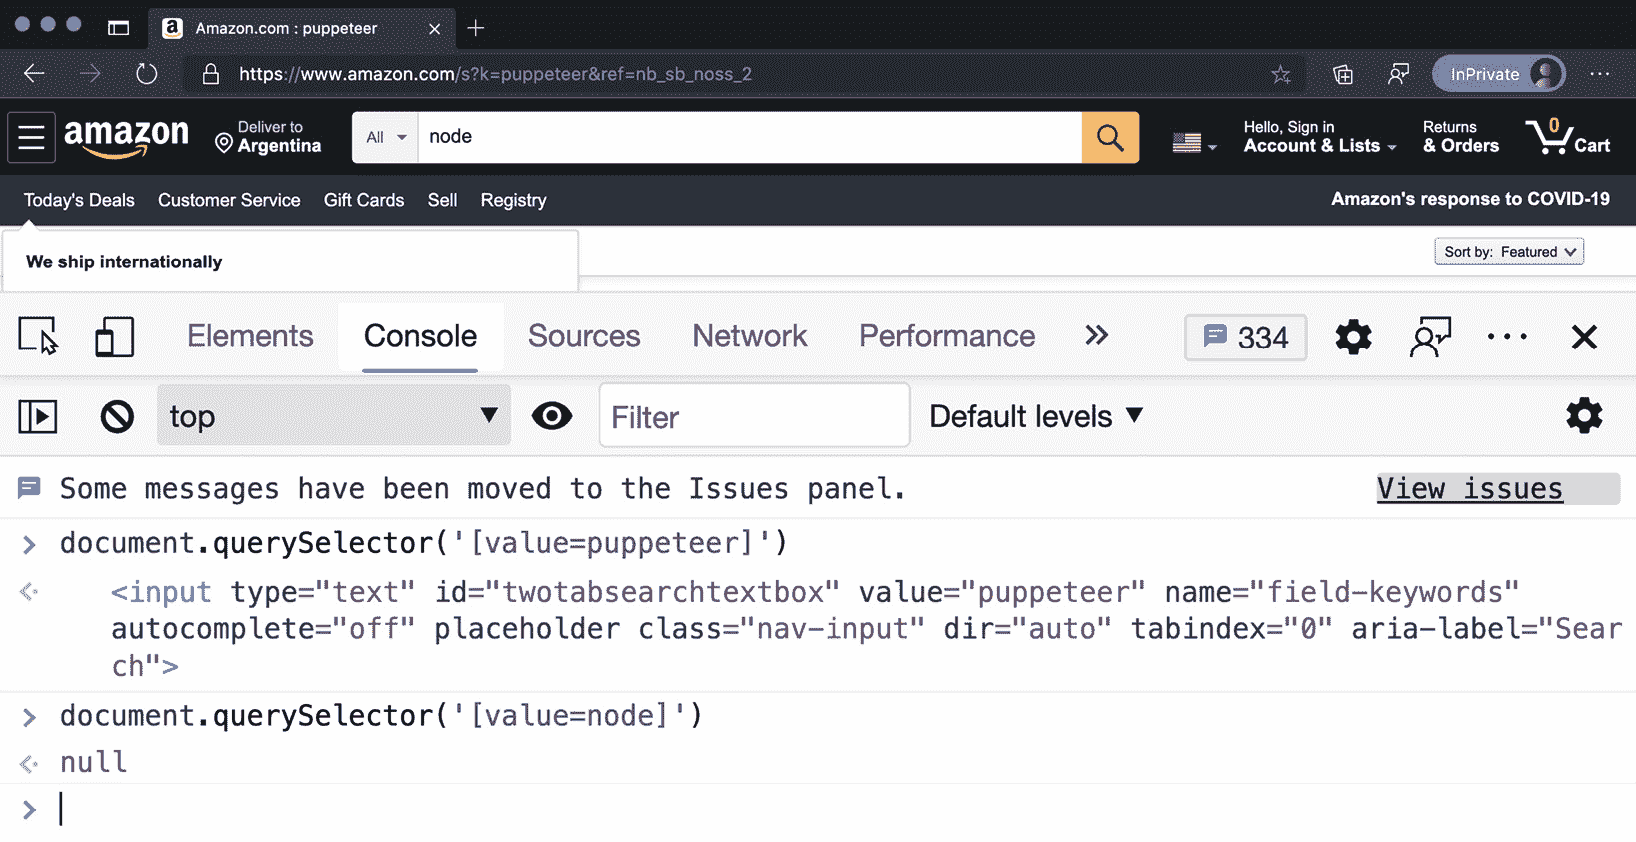 Amazon.com : puppeteer
https://www.amazon.com/s?k=puppeteer&ref=nb_sb_noss_2
InPrivate
amazon
Deliver to
Argentina
All
node
Hello, Sign in
Account & Lists
Returns
& Orders
0
Cart
Today's Deals Customer Service Gift Cards Sell Registry
Amazon's response to COVID-19
We ship internationally
Sort by: Featured
Elements Console Sources Network Performance
334
top
Filter
Default levels
Some messages have been moved to the Issues panel.
View issues
document.querySelector('[value=puppeteer]')
<input type="text" id="twotabsearchtextbox" value="puppeteer" name="field-keywords"
autocomplete="off" placeholder class="nav-input" dir="auto" tabindex="0" aria-label="Sear
ch">
document.querySelector('[value=node]')
null